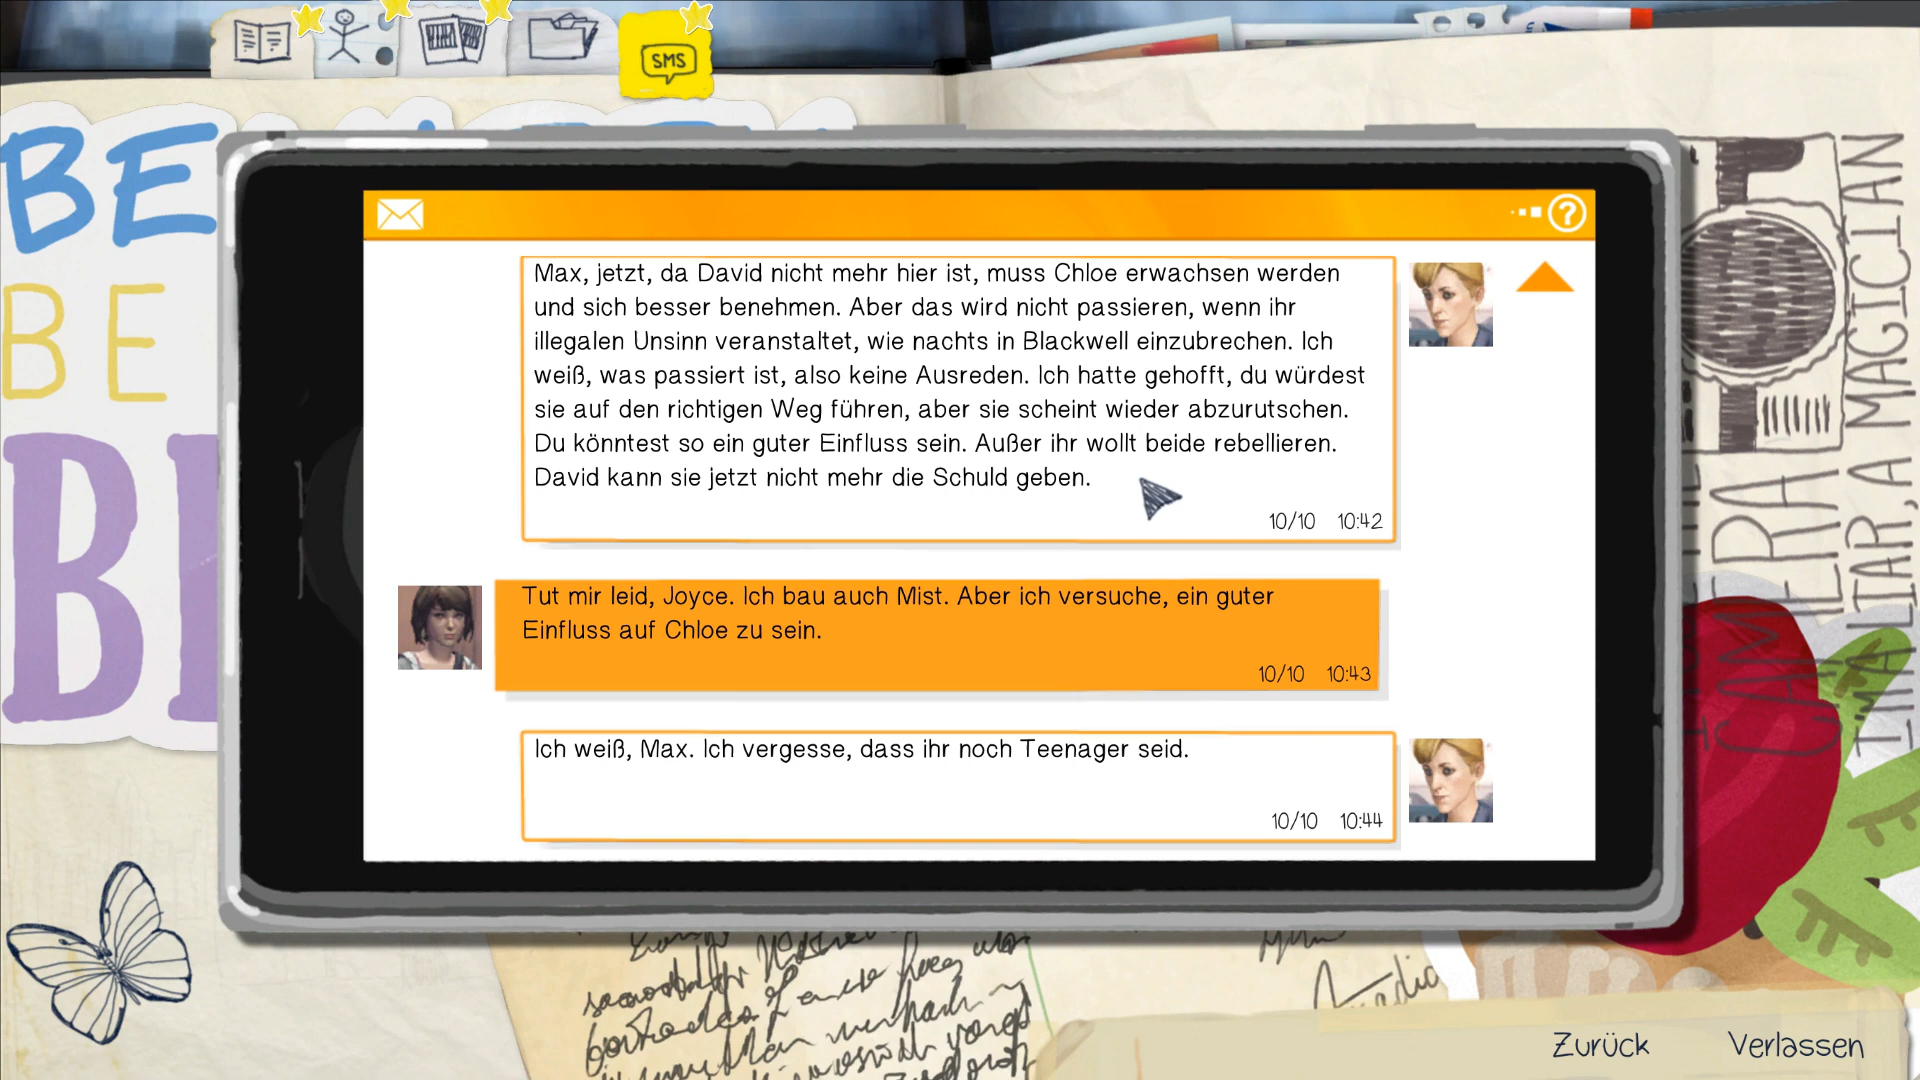 SMS
BE
BE
Max, jetzt, da David nicht mehr hier ist, muss Chloe erwachsen werden
und sich besser benehmen. Aber das wird nicht passieren, wenn ihr
illegalen Unsinn veranstaltet, wie nachts in Blackwell einzubrechen. Ich
weiß, was passiert ist, also keine Ausreden. Ich hatte gehofft, du würdest
sie auf den richtigen Weg führen, aber sie scheint wieder abzurutschen.
Du könntest so ein guter Einfluss sein. Außer ihr wollt beide rebellieren.
David kann sie jetzt nicht mehr die Schuld geben.
10/10 10:42
Tut mir leid, Joyce. Ich bau auch Mist. Aber ich versuche, ein guter
Einfluss auf Chloe zu sein.
10/10 10:43
Ich weiß, Max. Ich vergesse, dass ihr noch Teenager seid.
10/10 10:44
CAMERA
I'M A LIAR, A MAGICIAN
Zurück Verlassen